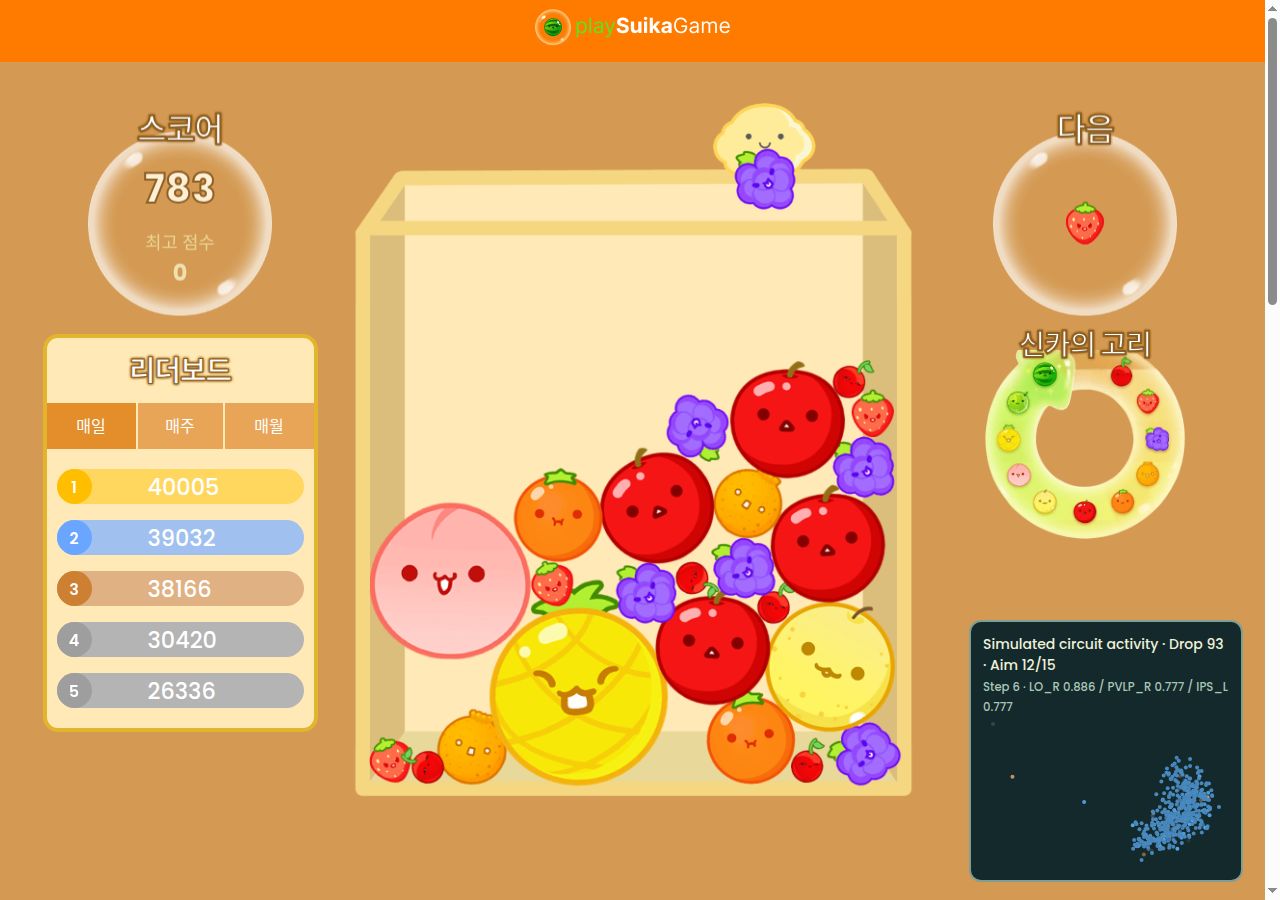 playSuikaGame
스코어
783
최고 점수
0
다음
신카의 고리
리더보드
매일 매주 매월
1 40005
2 39032
3 38166
4 30420
5 26336
Simulated circuit activity · Drop 93
· Aim 12/15
Step 6 · LO_R 0.886 / PVLP_R 0.777 / IPS_L
0.777